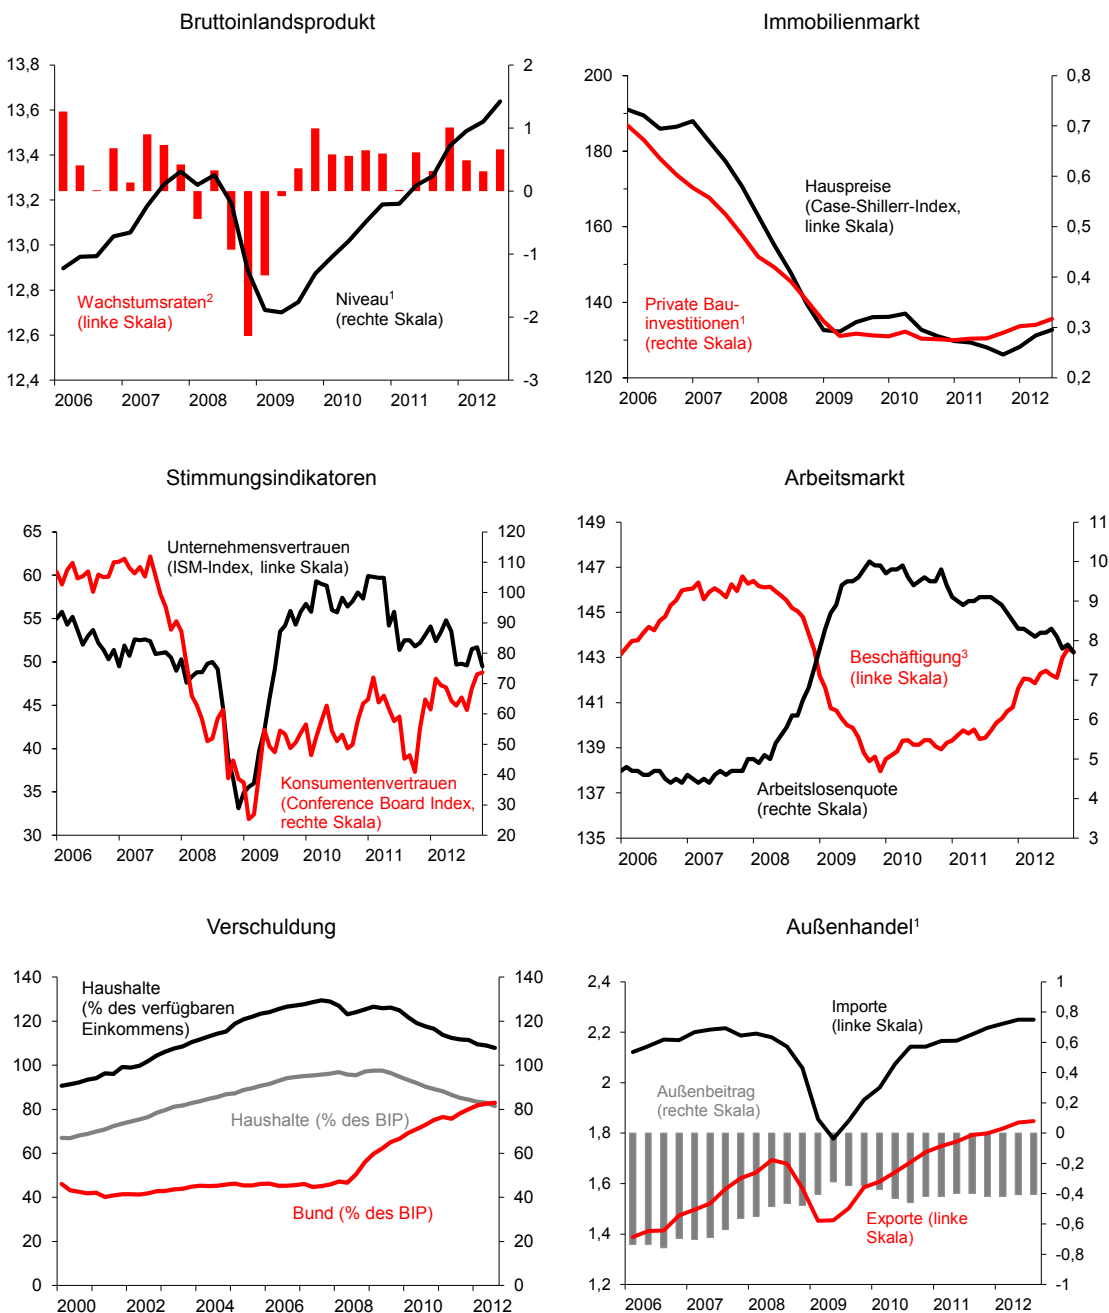 Bruttoinlandsprodukt
13,8
13,6
13,4
13,2
13,0
12,8
12,6
12,4
2
1
0
-1
-2
-3
Wachstumsraten²
(linke Skala)
Niveau¹
(rechte Skala)
2006 2007 2008 2009 2010 2011 2012
Immobilienmarkt
200
180
160
140
120
0,8
0,7
0,6
0,5
0,4
0,3
0,2
Hauspreise
(Case-Shillerr-Index,
linke Skala)
Private Bau-
investitionen¹
(rechte Skala)
2006 2007 2008 2009 2010 2011 2012
Stimmungsindikatoren
65
60
55
50
45
40
35
30
120
110
100
90
80
70
60
50
40
30
20
Unternehmensvertrauen
(ISM-Index, linke Skala)
Konsumentenvertrauen
(Conference Board Index,
rechte Skala)
2006 2007 2008 2009 2010 2011 2012
Arbeitsmarkt
149
147
145
143
141
139
137
135
11
10
9
8
7
6
5
4
3
Beschäftigung³
(linke Skala)
Arbeitslosenquote
(rechte Skala)
2006 2007 2008 2009 2010 2011 2012
Verschuldung
140
120
100
80
60
40
20
0
140
120
100
80
60
40
20
0
Haushalte
(% des verfügbaren
Einkommens)
Haushalte (% des BIP)
Bund (% des BIP)
2000 2002 2004 2006 2008 2010 2012
Außenhandel¹
2,4
2,2
2
1,8
1,6
1,4
1,2
1
0,8
0,6
0,4
0,2
0
-0,2
-0,4
-0,6
-0,8
-1
Importe
(linke Skala)
Außenbeitrag
(rechte Skala)
Exporte (linke
Skala)
2006 2007 2008 2009 2010 2011 2012